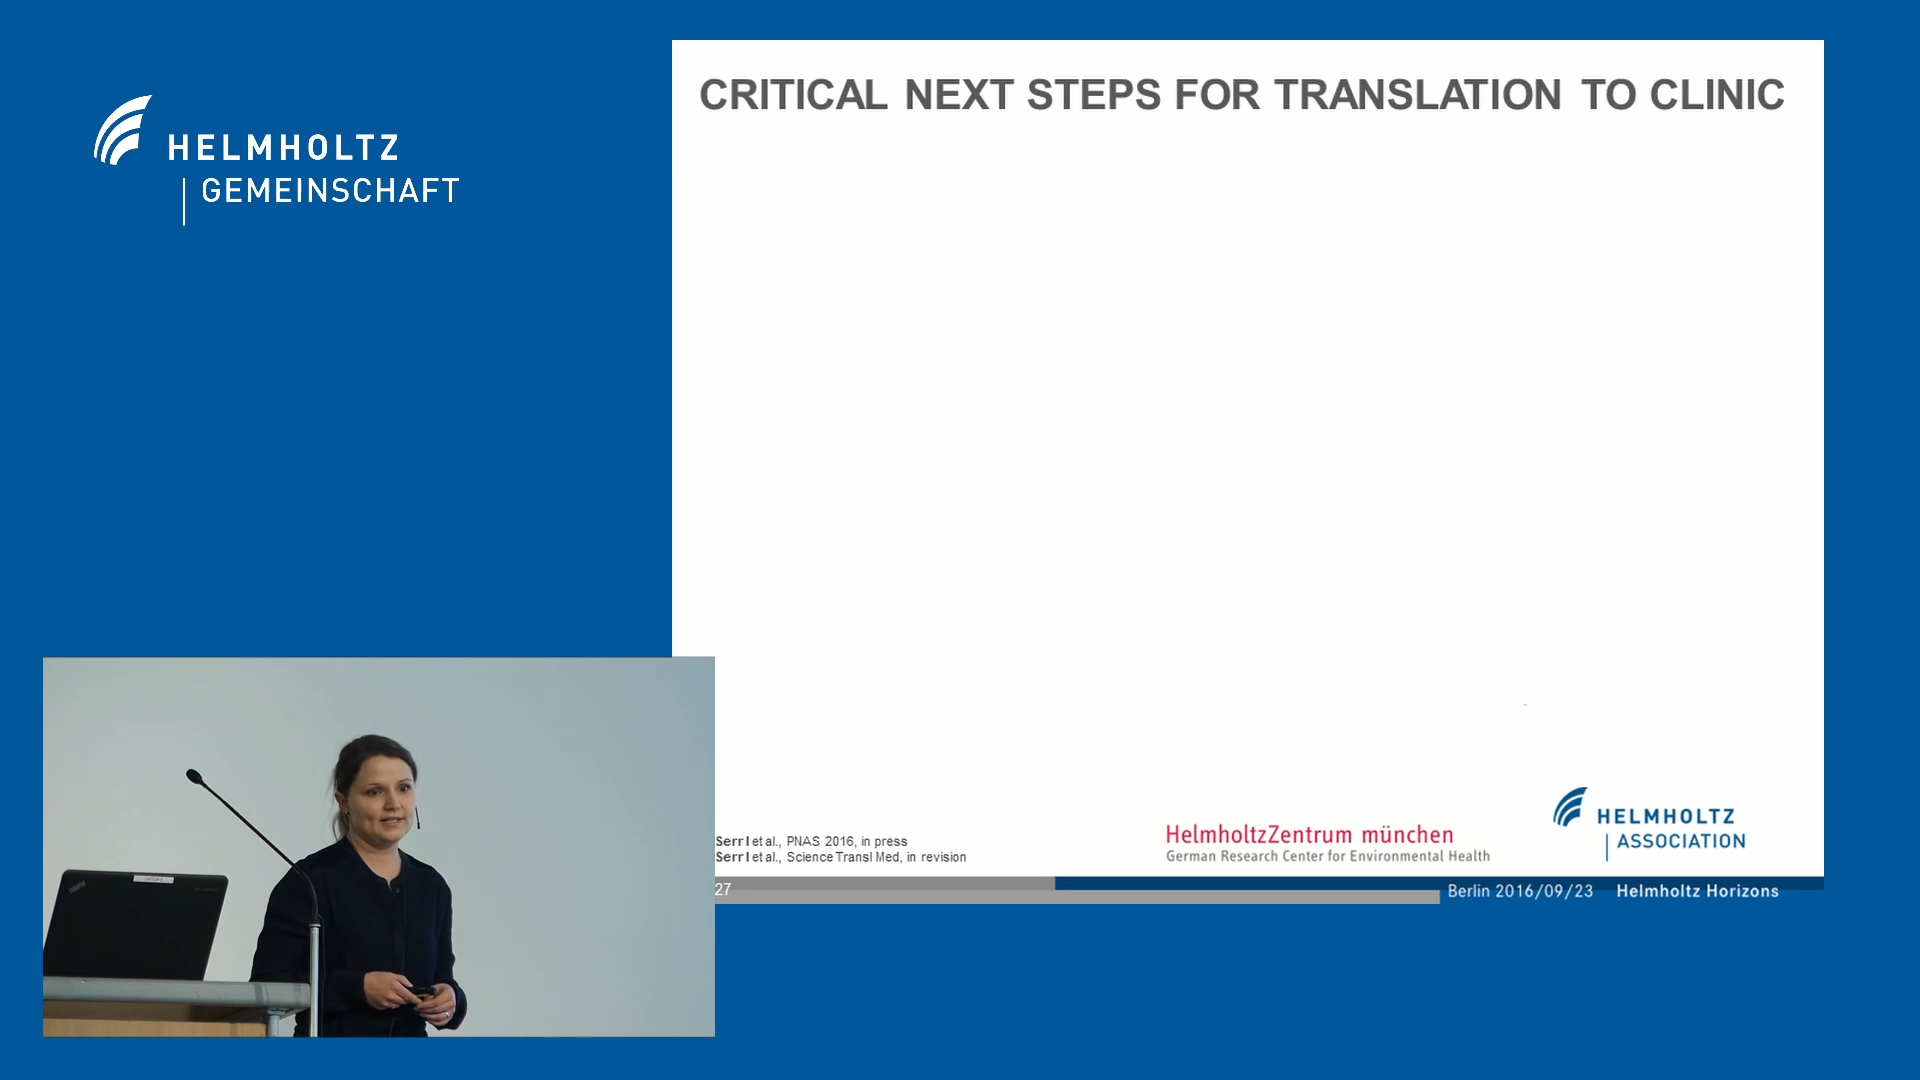 HELMHOLTZ
GEMEINSCHAFT
CRITICAL NEXT STEPS FOR TRANSLATION TO CLINIC
Serr I et al., PNAS 2016, in press
Serr I et al., Science Transl Med, in revision
HelmholtzZentrum münchen
German Research Center for Environmental Health
HELMHOLTZ
ASSOCIATION
27
Berlin 2016/09/23 Helmholtz Horizons
ThinkPad